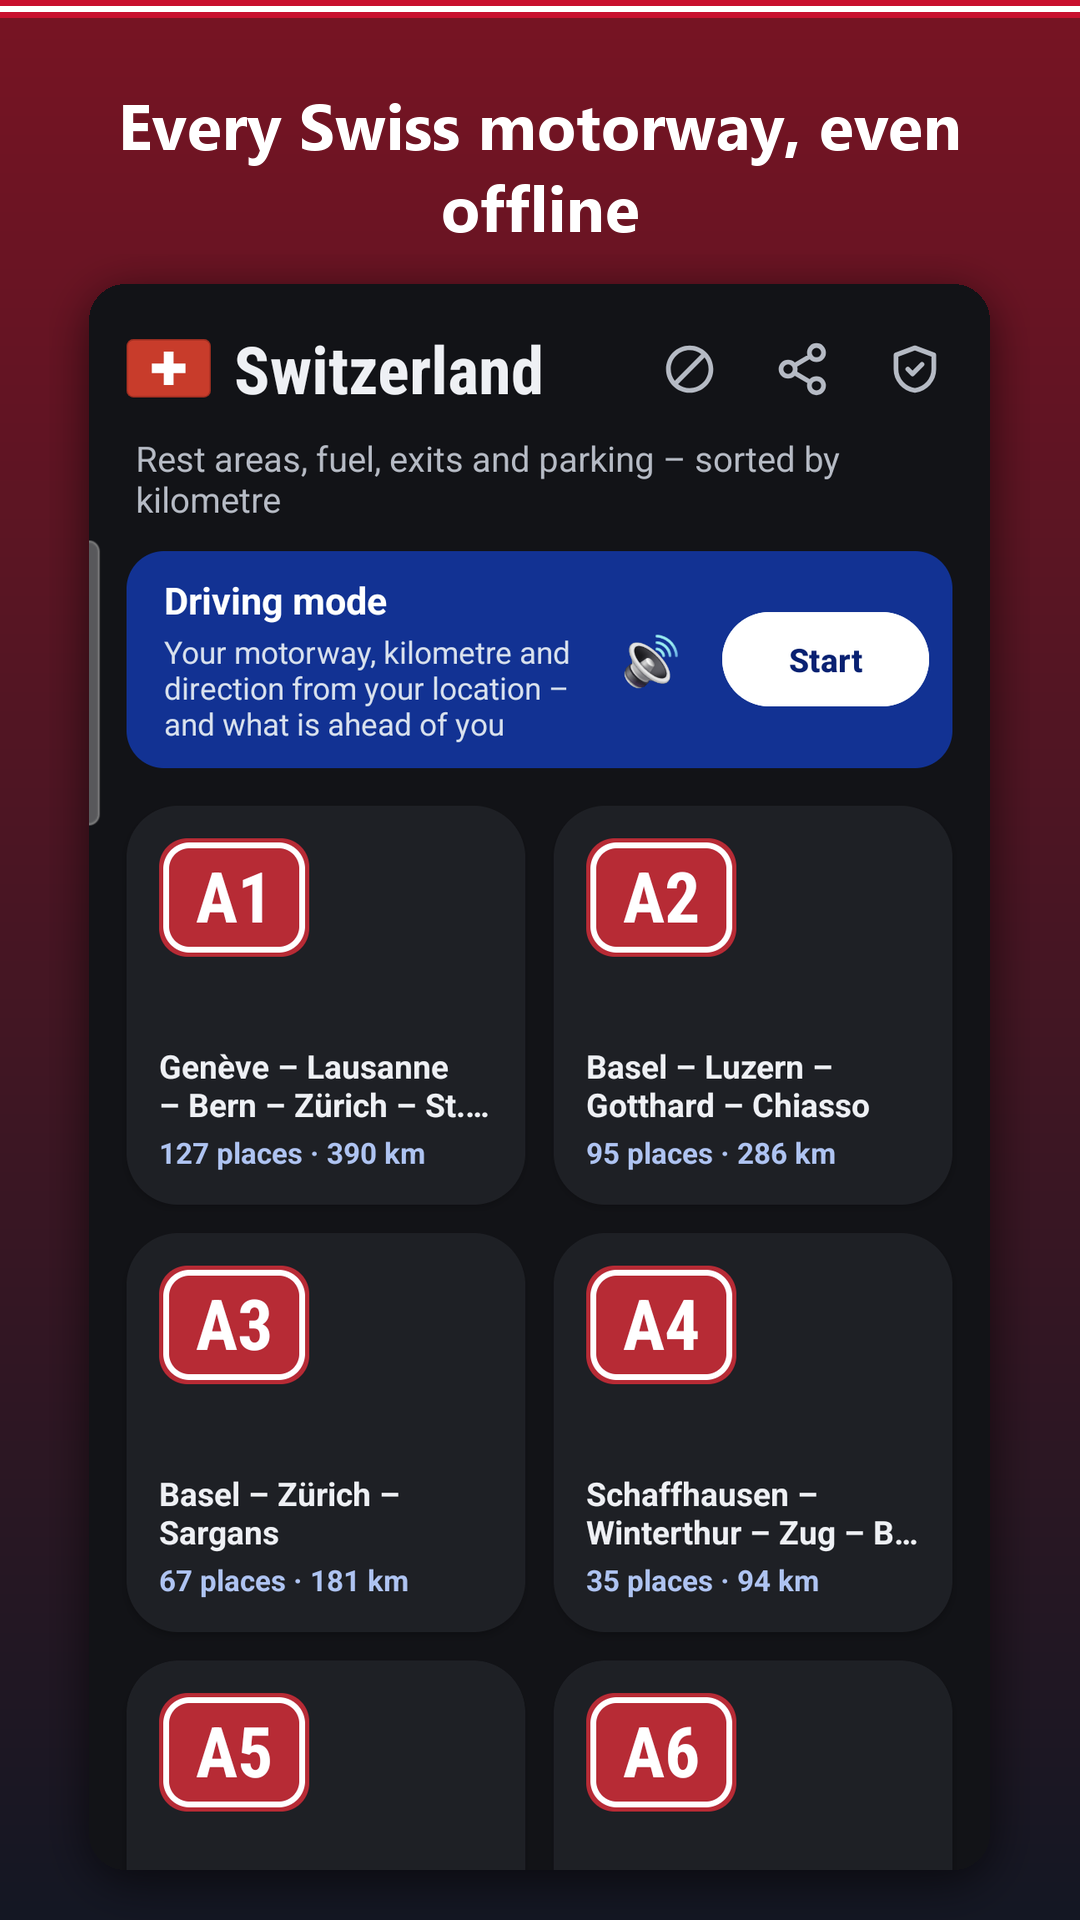 Every Swiss motorway, even
offline
Switzerland
Rest areas, fuel, exits and parking – sorted by
kilometre
Driving mode
Your motorway, kilometre and
direction from your location –
and what is ahead of you
Start
A1
Genève – Lausanne
– Bern – Zürich – St.…
127 places · 390 km
A2
Basel – Luzern –
Gotthard – Chiasso
95 places · 286 km
A3
Basel – Zürich –
Sargans
67 places · 181 km
A4
Schaffhausen –
Winterthur – Zug – B…
35 places · 94 km
A5
A6